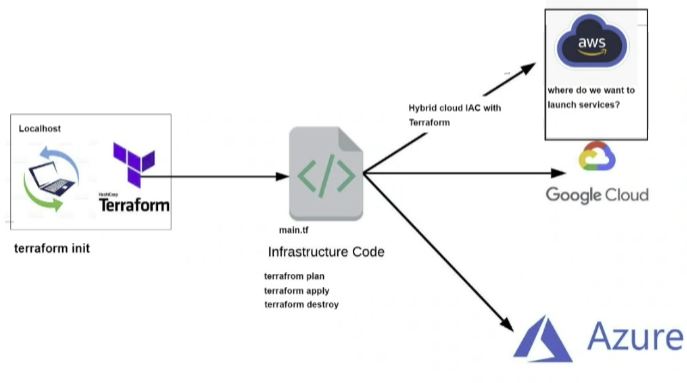 aws
where do we want to
launch services?
Hybrid cloud IAC with
Terraform
Localhost
HashiCorp
Terraform
Google Cloud
main.tf
terraform init
Infrastructure Code
terrafrom plan
terraform apply
terraform destroy
Azure